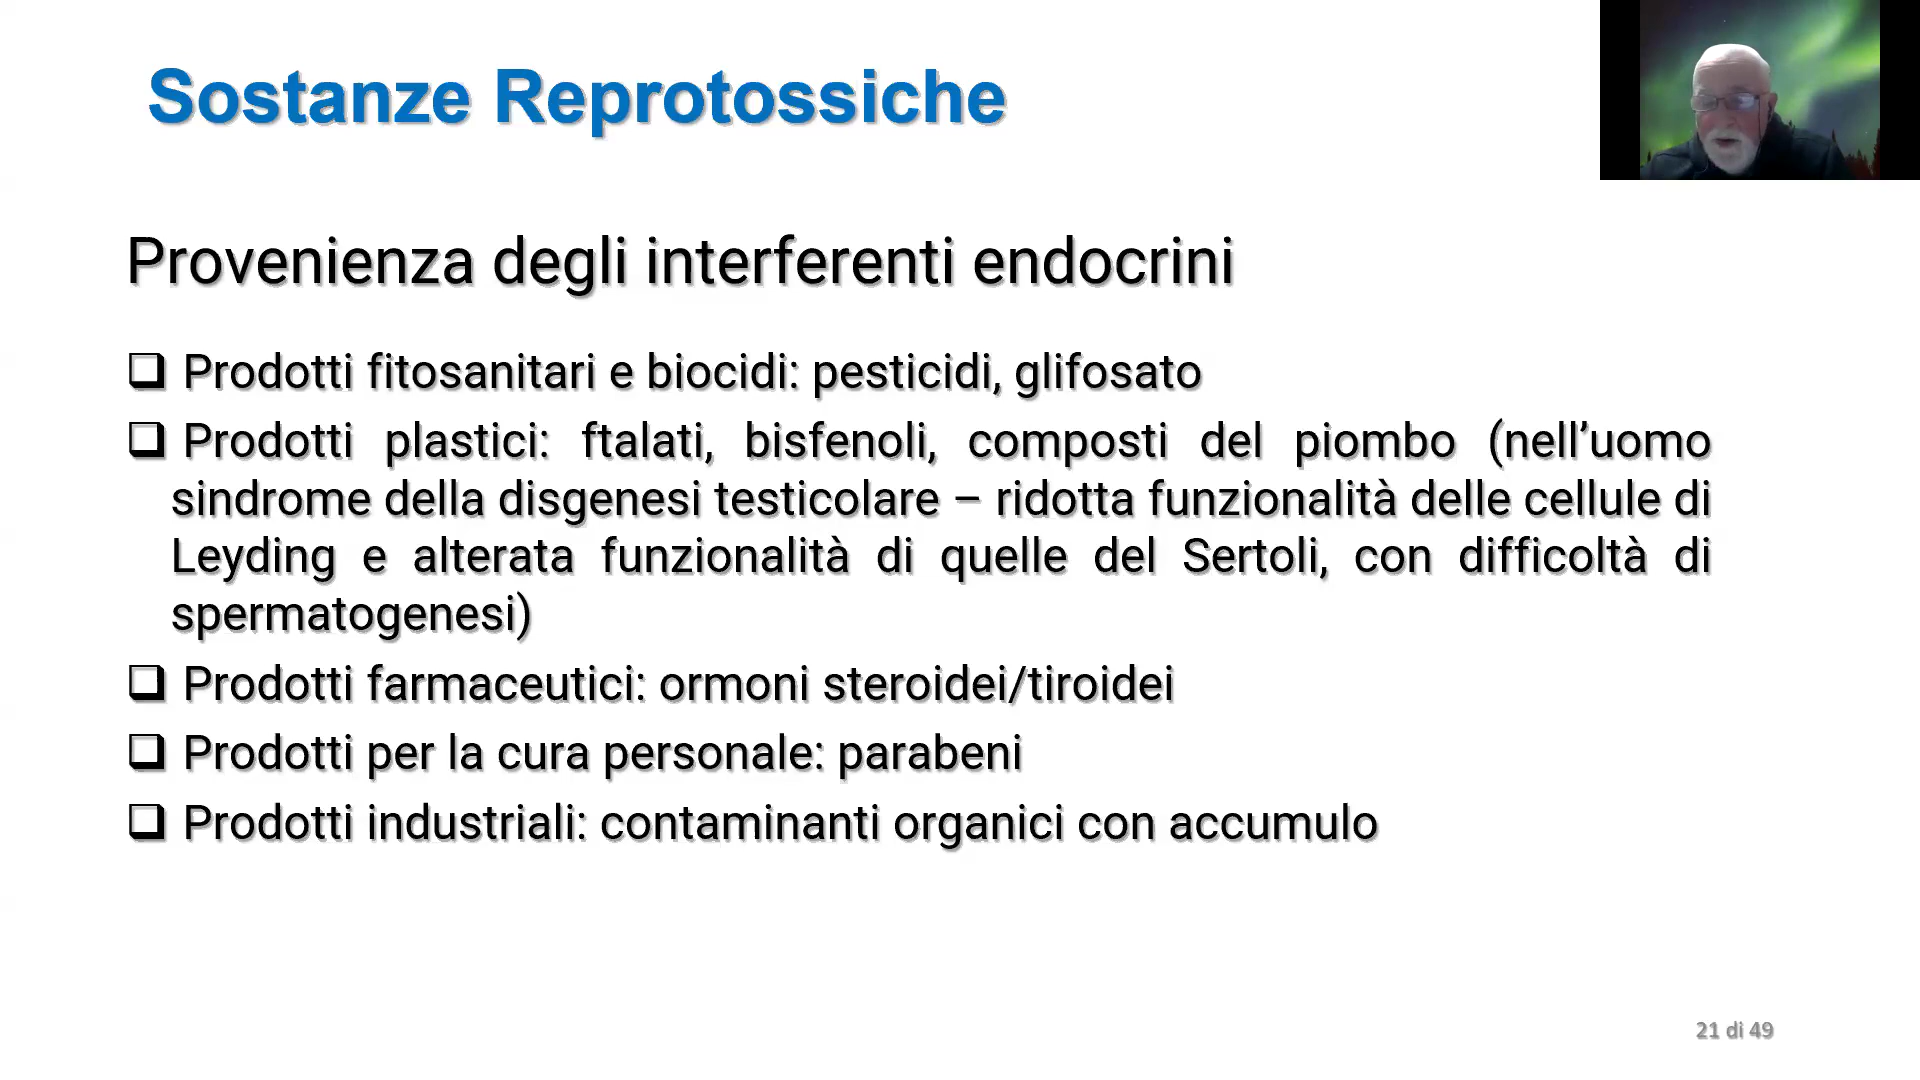 Sostanze Reprotossiche
Provenienza degli interferenti endocrini
❑ Prodotti fitosanitari e biocidi: pesticidi, glifosato
❑ Prodotti plastici: ftalati, bisfenoli, composti del piombo (nell’uomo
sindrome della disgenesi testicolare – ridotta funzionalità delle cellule di
Leyding e alterata funzionalità di quelle del Sertoli, con difficoltà di
spermatogenesi)
❑ Prodotti farmaceutici: ormoni steroidei/tiroidei
❑ Prodotti per la cura personale: parabeni
❑ Prodotti industriali: contaminanti organici con accumulo
21 di 49